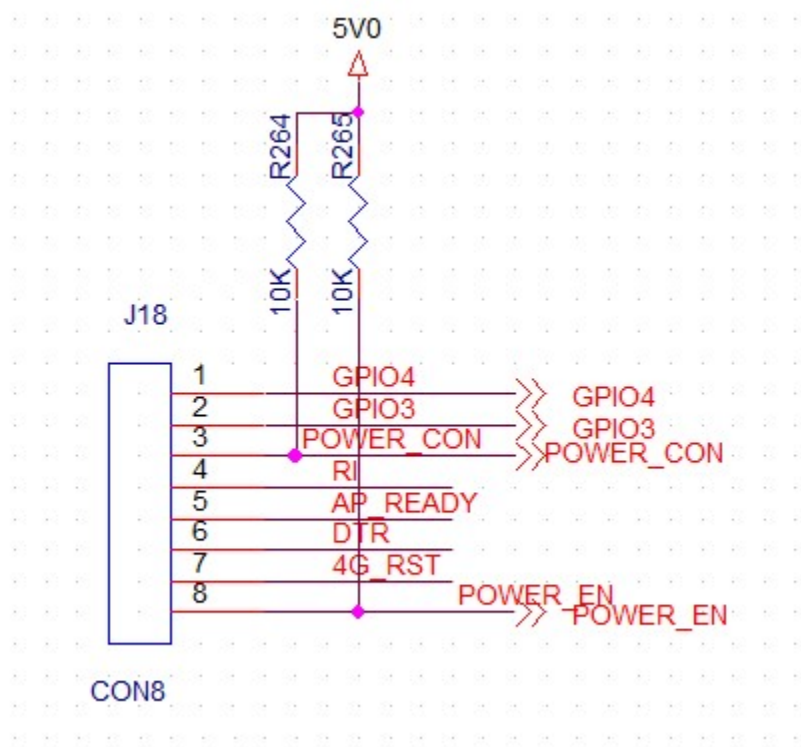 5V0
R264
R265
10K
10K
J18
1
GPIO4
GPIO4
2
GPIO3
GPIO3
3
POWER_CON
POWER_CON
4
RI
5
AP_READY
6
DTR
7
4G_RST
8
POWER_EN
POWER_EN
CON8